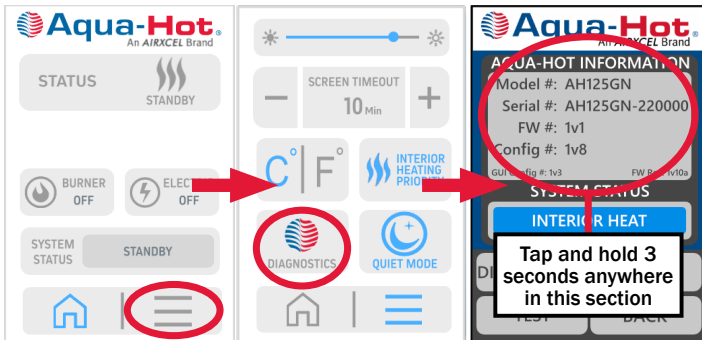 Aqua-Hot®
An AIRXCEL Brand
STATUS
STANDBY
BURNER
OFF
ELECTRIC
OFF
SYSTEM
STATUS
STANDBY
SCREEN TIMEOUT
10 Min
C° F°
INTERIOR
HEATING
PRIORITY
DIAGNOSTICS
QUIET MODE
Aqua-Hot®
An AIRXCEL Brand
AQUA-HOT INFORMATION
Model #: AH125GN
Serial #: AH125GN-220000
FW #: 1v1
Config #: 1v8
GUI Config #: 1v3
1v10a
SYSTEM STATUS
INTERIOR HEAT
Tap and hold 3
seconds anywhere
in this section
TEST
BACK